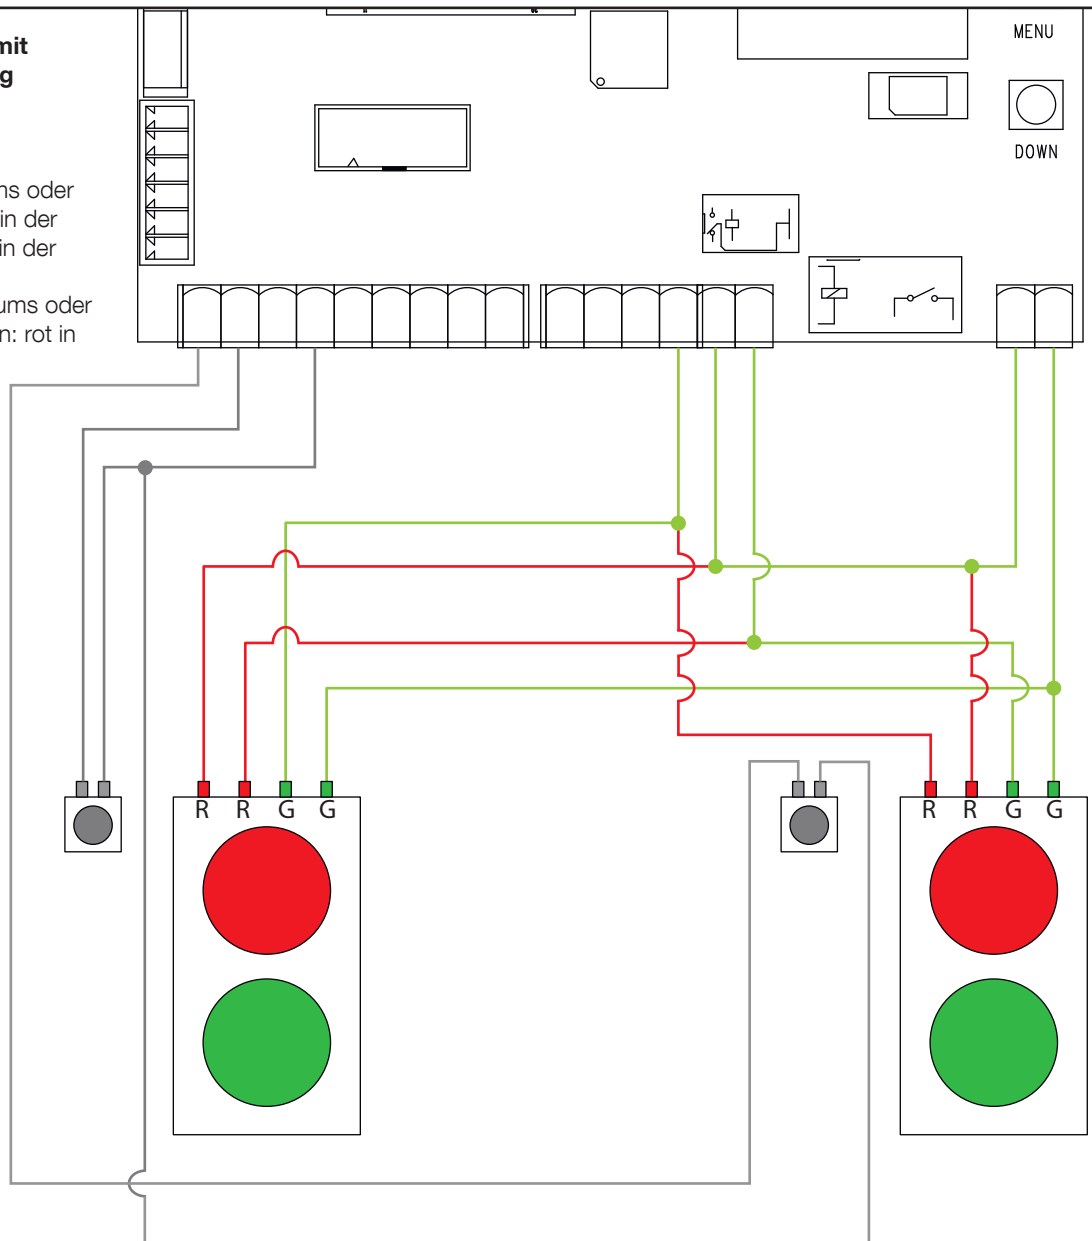 mit
g
ns oder
in der
in der
ums oder
n: rot in
MENU
DOWN
R R G G
R R G G